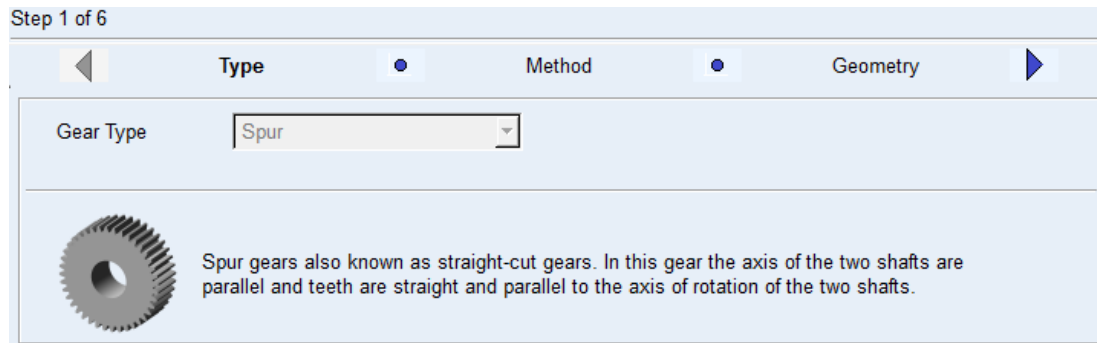 Step 1 of 6
Type Method Geometry
Gear Type Spur
Spur gears also known as straight-cut gears. In this gear the axis of the two shafts are
parallel and teeth are straight and parallel to the axis of rotation of the two shafts.